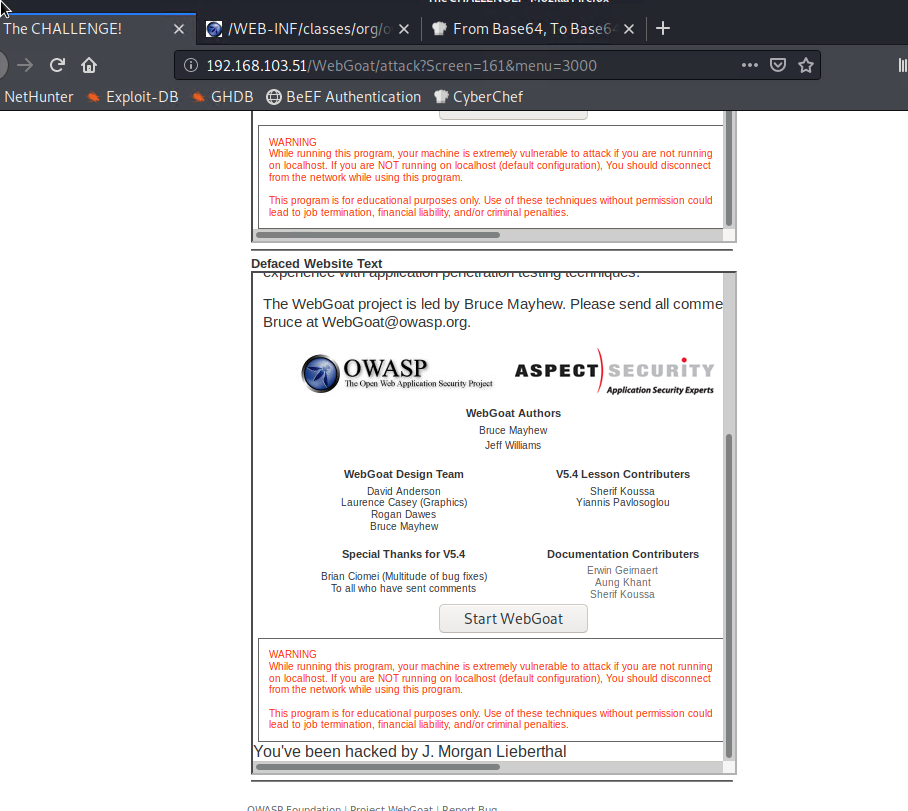 The CHALLENGE! - Mozilla Firefox
The CHALLENGE!
/WEB-INF/classes/org/o
From Base64, To Base64
192.168.103.51/WebGoat/attack?Screen=161&menu=3000
NetHunter Exploit-DB GHDB BeEF Authentication CyberChef
WARNING
While running this program, your machine is extremely vulnerable to attack if you are not running
on localhost. If you are NOT running on localhost (default configuration), You should disconnect
from the network while using this program.
This program is for educational purposes only. Use of these techniques without permission could
lead to job termination, financial liability, and/or criminal penalties.
Defaced Website Text
experience with application penetration testing techniques.
The WebGoat project is led by Bruce Mayhew. Please send all comme
Bruce at WebGoat@owasp.org.
OWASP
The Open Web Application Security Project
ASPECT SECURITY
Application Security Experts
WebGoat Authors
Bruce Mayhew
Jeff Williams
WebGoat Design Team
David Anderson
Laurence Casey (Graphics)
Rogan Dawes
Bruce Mayhew
V5.4 Lesson Contributers
Sherif Koussa
Yiannis Pavlosoglou
Special Thanks for V5.4
Brian Ciomei (Multitude of bug fixes)
To all who have sent comments
Documentation Contributers
Erwin Geirnaert
Aung Khant
Sherif Koussa
Start WebGoat
WARNING
While running this program, your machine is extremely vulnerable to attack if you are not running
on localhost. If you are NOT running on localhost (default configuration), You should disconnect
from the network while using this program.
This program is for educational purposes only. Use of these techniques without permission could
lead to job termination, financial liability, and/or criminal penalties.
You've been hacked by J. Morgan Lieberthal
OWASP Foundation | Project WebGoat | Report Bug